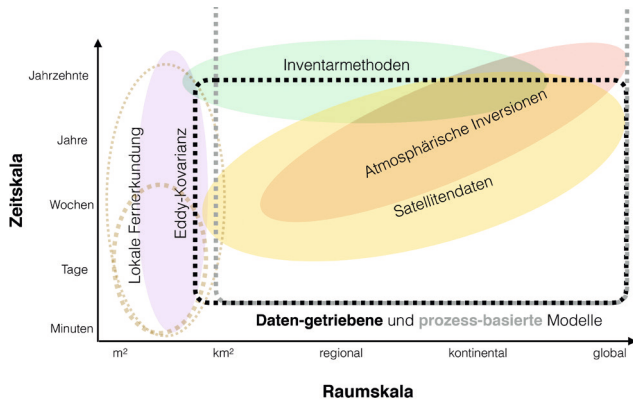 Zeitskala
Jahrzehnte
Jahre
Wochen
Tage
Minuten
Lokale Fernerkundung
Eddy-Kovarianz
Inventarmethoden
Atmosphärische Inversionen
Satellitendaten
Daten-getriebene und prozess-basierte Modelle
m² km² regional kontinental global
Raumskala